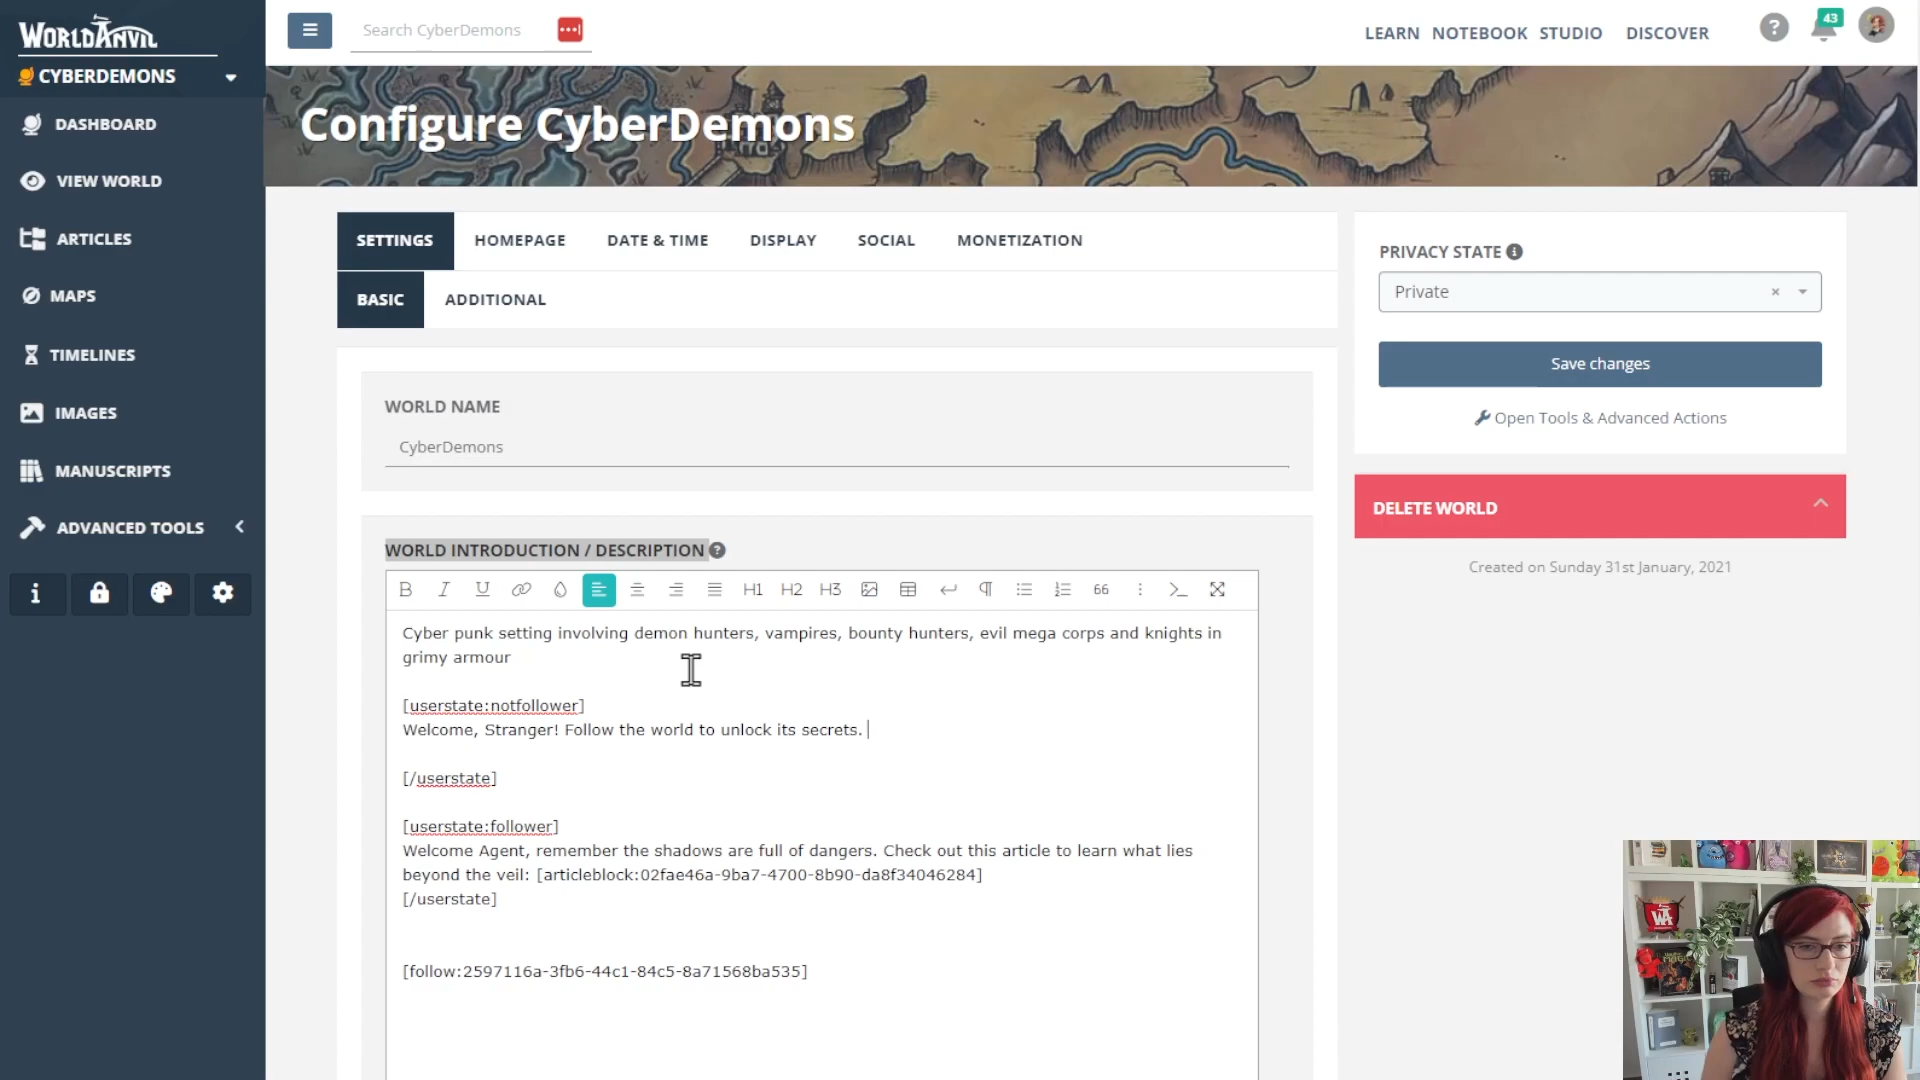 WORLDANVIL
CYBERDEMONS
DASHBOARD
VIEW WORLD
ARTICLES
MAPS
TIMELINES
IMAGES
MANUSCRIPTS
ADVANCED TOOLS
Search CyberDemons
LEARN NOTEBOOK STUDIO DISCOVER
?
43
Configure CyberDemons
SETTINGS HOMEPAGE DATE & TIME DISPLAY SOCIAL MONETIZATION
BASIC ADDITIONAL
WORLD NAME
CyberDemons
WORLD INTRODUCTION / DESCRIPTION ?
B I U H1 H2 H3 66
Cyber punk setting involving demon hunters, vampires, bounty hunters, evil mega corps and knights in
grimy armour
[userstate:notfollower]
Welcome, Stranger! Follow the world to unlock its secrets.
[/userstate]
[userstate:follower]
Welcome Agent, remember the shadows are full of dangers. Check out this article to learn what lies
beyond the veil: [articleblock:02fae46a-9ba7-4700-8b90-da8f34046284]
[/userstate]
[follow:2597116a-3fb6-44c1-84c5-8a71568ba535]
PRIVACY STATE
Private ×
Save changes
Open Tools & Advanced Actions
DELETE WORLD
Created on Sunday 31st January, 2021
WA